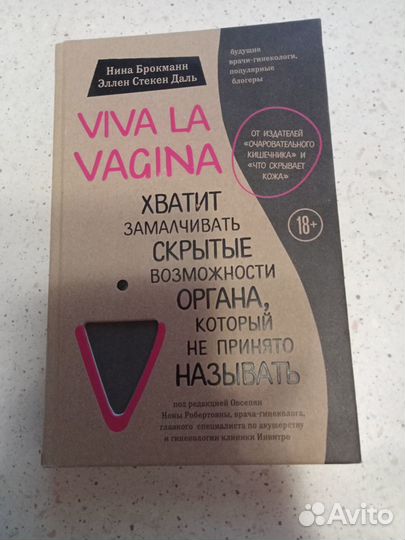 Нина Брокманн
Эллен Стекен Даль
будущие
врачи-гинекологи,
популярные
блогеры
VIVA LA
VAGINA
ОТ ИЗДАТЕЛЕЙ
«ОЧАРОВАТЕЛЬНОГО
КИШЕЧНИКА» И
«ЧТО СКРЫВАЕТ
КОЖА»
18+
ХВАТИТ
ЗАМАЛЧИВАТЬ
СКРЫТЫЕ
ВОЗМОЖНОСТИ
ОРГАНА,
КОТОРЫЙ
НЕ ПРИНЯТО
НАЗЫВАТЬ
под редакцией Овсепян
Ноны Робертовны, врача-гинеколога,
главного специалиста по акушерству
и гинекологии клиники Инвитро
Avito